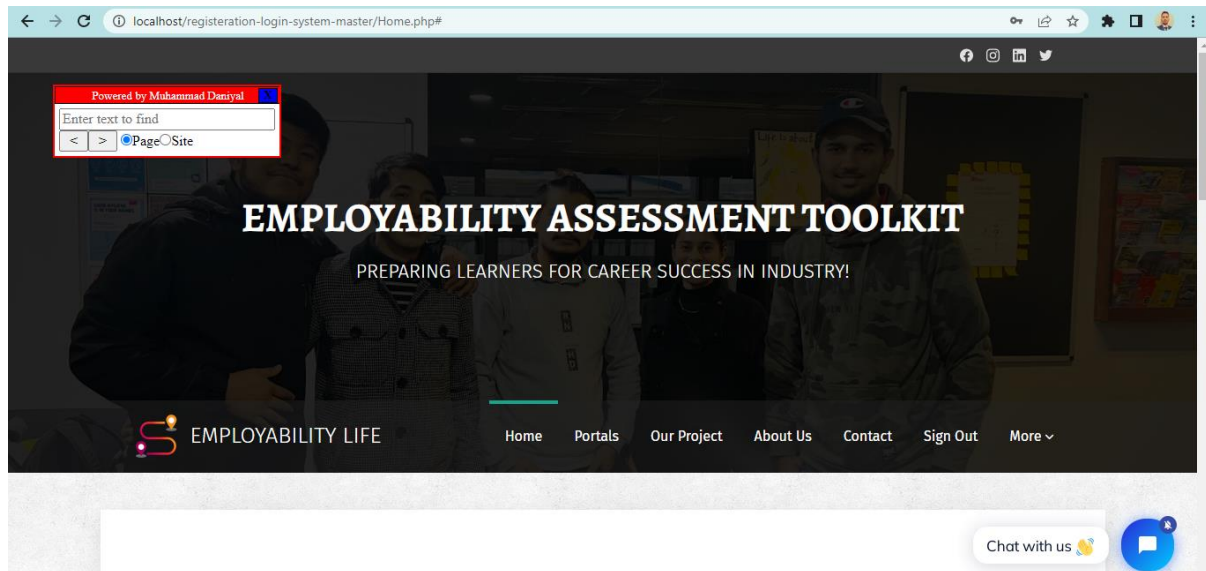 localhost/registeration-login-system-master/Home.php#
Powered by Muhammad Daniyal X
Enter text to find
< > Page Site
EMPLOYABILITY ASSESSMENT TOOLKIT
PREPARING LEARNERS FOR CAREER SUCCESS IN INDUSTRY!
EMPLOYABILITY LIFE Home Portals Our Project About Us Contact Sign Out More
Chat with us 👋